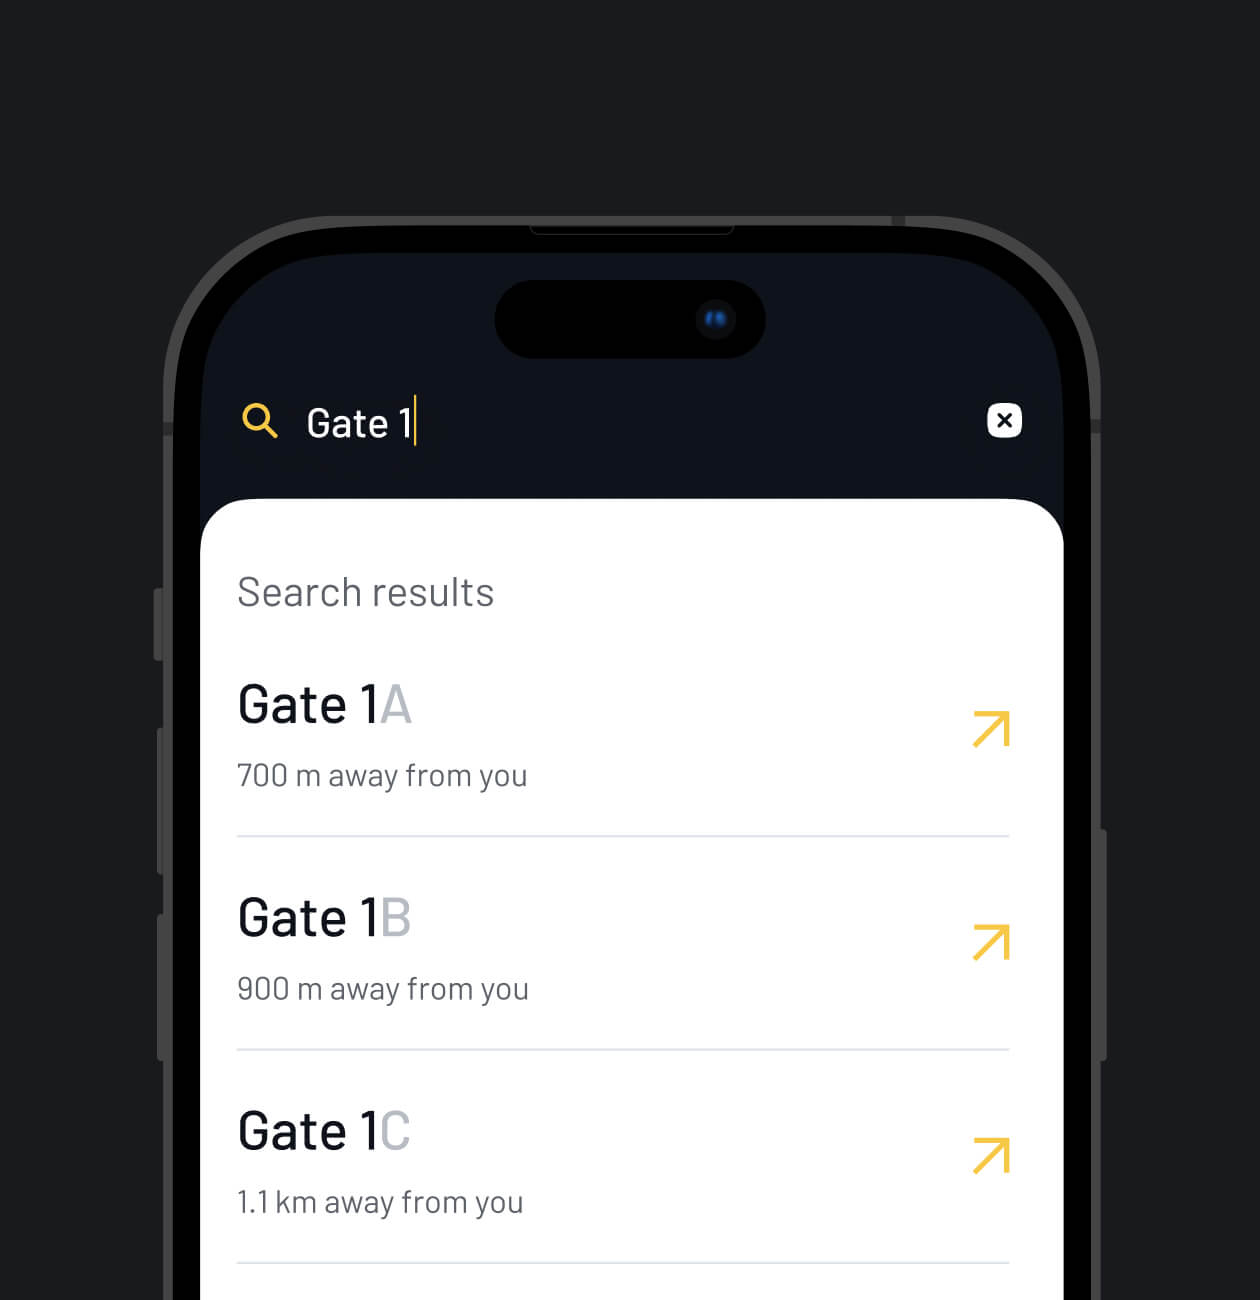 Gate 1
Search results
Gate 1A
700 m away from you
Gate 1B
900 m away from you
Gate 1C
1.1 km away from you